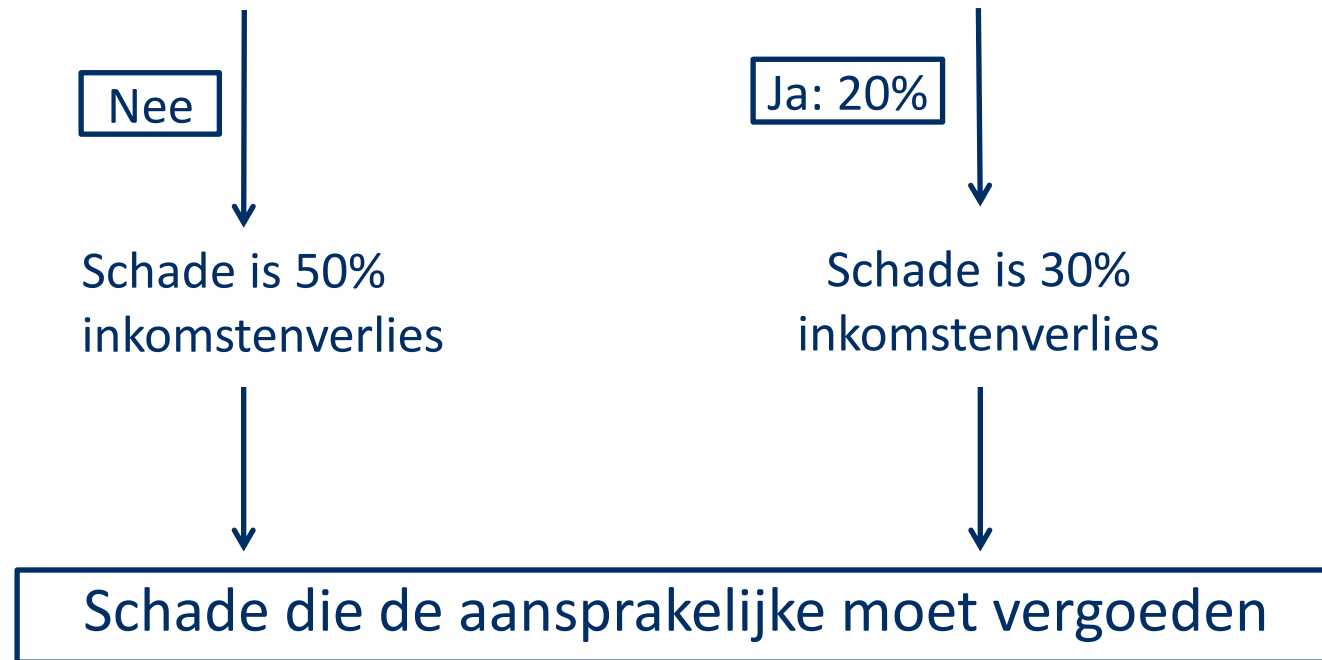 Nee
Ja: 20%
Schade is 50%
inkomstenverlies
Schade is 30%
inkomstenverlies
Schade die de aansprakelijke moet vergoeden